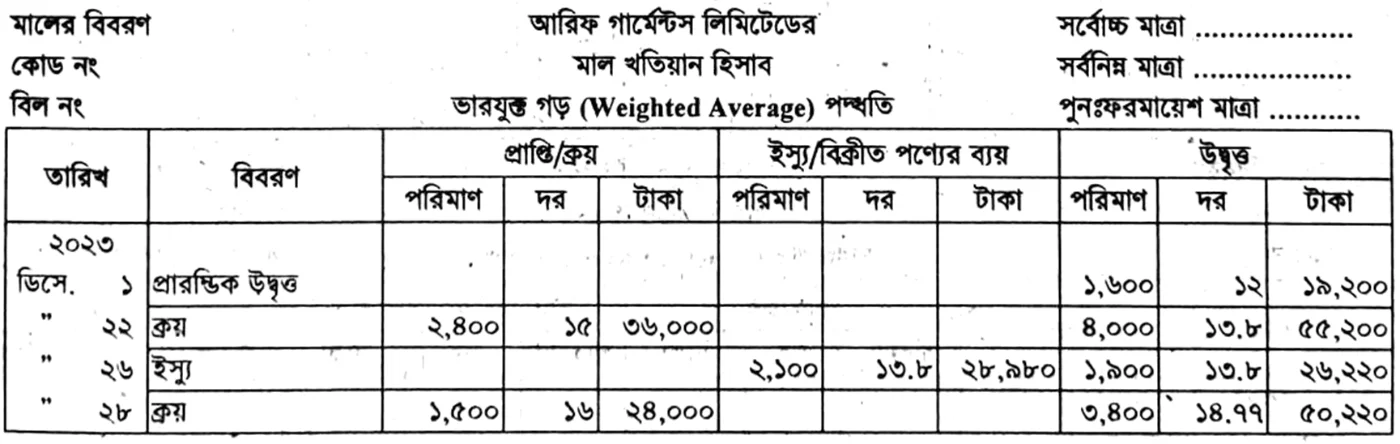 মালের বিবরণ আরিফ গার্মেন্টস লিমিটেডের সর্বোচ্চ মাত্রা ....................
কোড নং মাল খতিয়ান হিসাব সর্বনিম্ন মাত্রা ....................
বিল নং ভারযুক্ত গড় (Weighted Average) পদ্ধতি পুনঃফরমায়েশ মাত্রা ............
তারিখ বিবরণ প্রাপ্তি/ক্রয় ইস্যু/বিক্রীত পণ্যের ব্যয় উদ্বৃত্ত
পরিমাণ দর টাকা পরিমাণ দর টাকা পরিমাণ দর টাকা
২০২৩
ডিসে. ১ প্রারম্ভিক উদ্বৃত্ত ১,৬০০ ১২ ১৯,২০০
" ২২ ক্রয় ২,৪০০ ১৫ ৩৬,০০০ ৪,০০০ ১৩.৮ ৫৫,২০০
" ২৬ ইস্যু ২,১০০ ১৩.৮ ২৮,৯৮০ ১,৯০০ ১৩.৮ ২৬,২২০
" ২৮ ক্রয় ১,৫০০ ১৬ ২৪,০০০ ৩,৪০০ ১৪.৭৭ ৫০,২২০